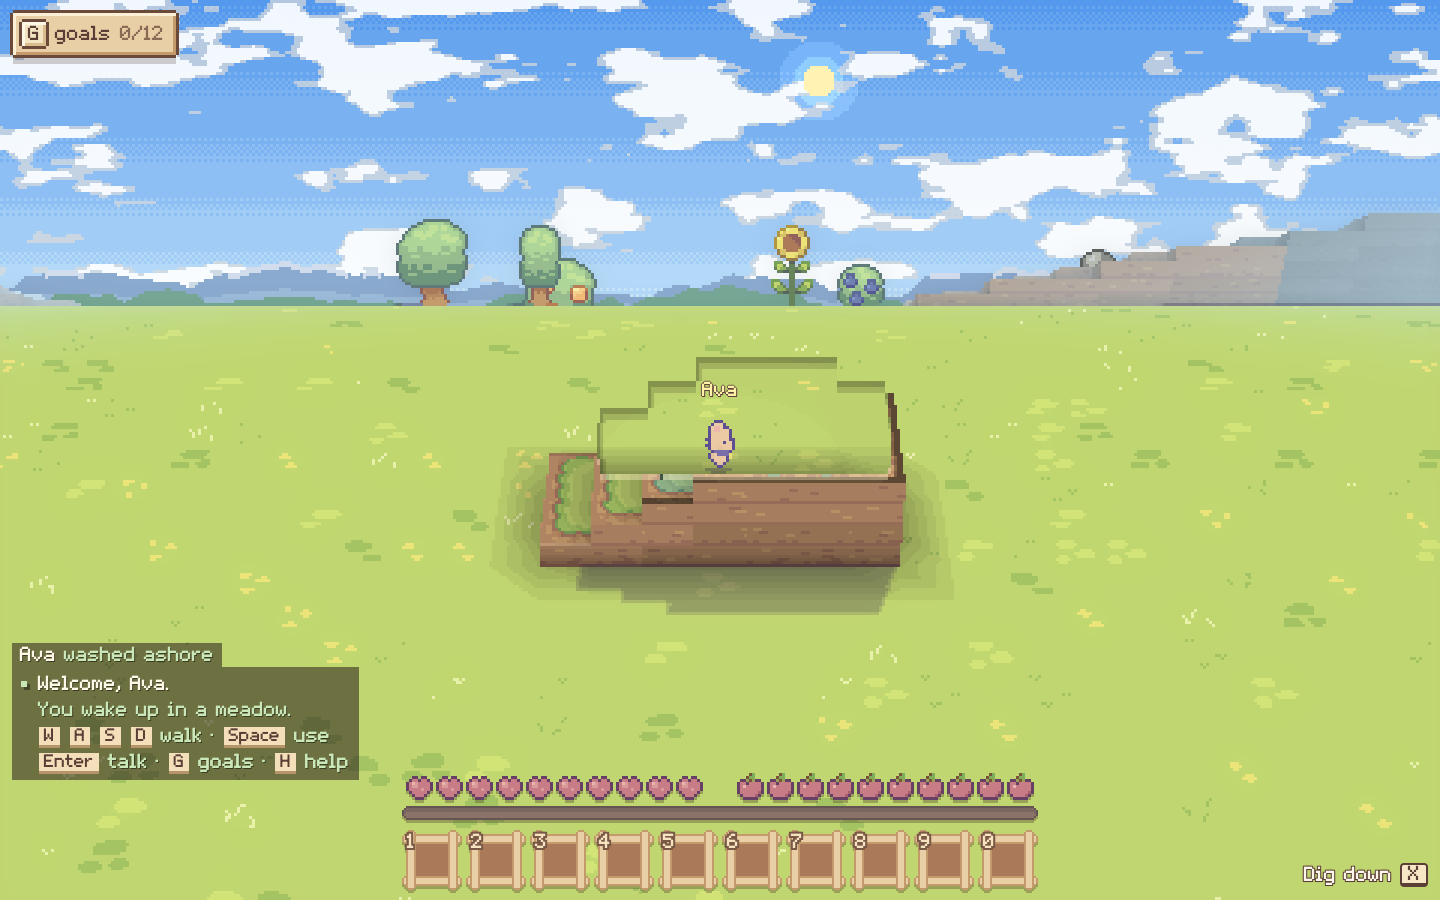 G goals 0/12
Ava
Ava washed ashore
Welcome, Ava.
You wake up in a meadow.
W A S D walk · Space use
Enter talk · G goals · H help
1 2 3 4 5 6 7 8 9 0
Dig down X